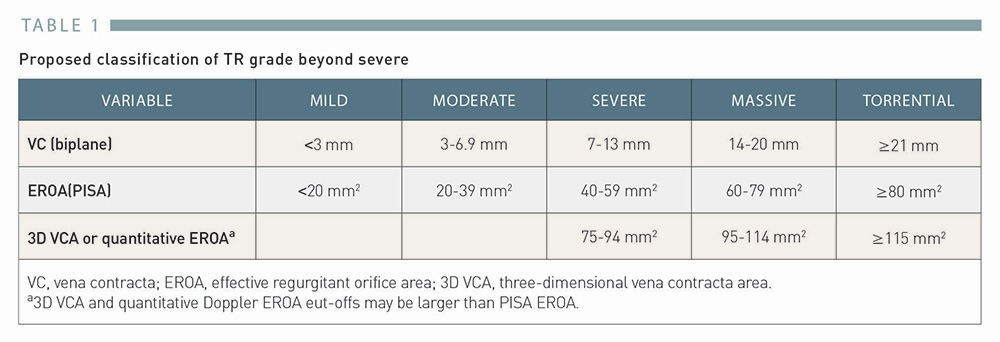 TABLE 1
Proposed classification of TR grade beyond severe
VARIABLE MILD MODERATE SEVERE MASSIVE TORRENTIAL
VC (biplane) <3 mm 3-6.9 mm 7-13 mm 14-20 mm ≥21 mm
EROA(PISA) <20 mm² 20-39 mm² 40-59 mm² 60-79 mm² ≥80 mm²
3D VCA or quantitative EROAª 75-94 mm² 95-114 mm² ≥115 mm²
VC, vena contracta; EROA, effective regurgitant orifice area; 3D VCA, three-dimensional vena contracta area.
ª3D VCA and quantitative Doppler EROA eut-offs may be larger than PISA EROA.